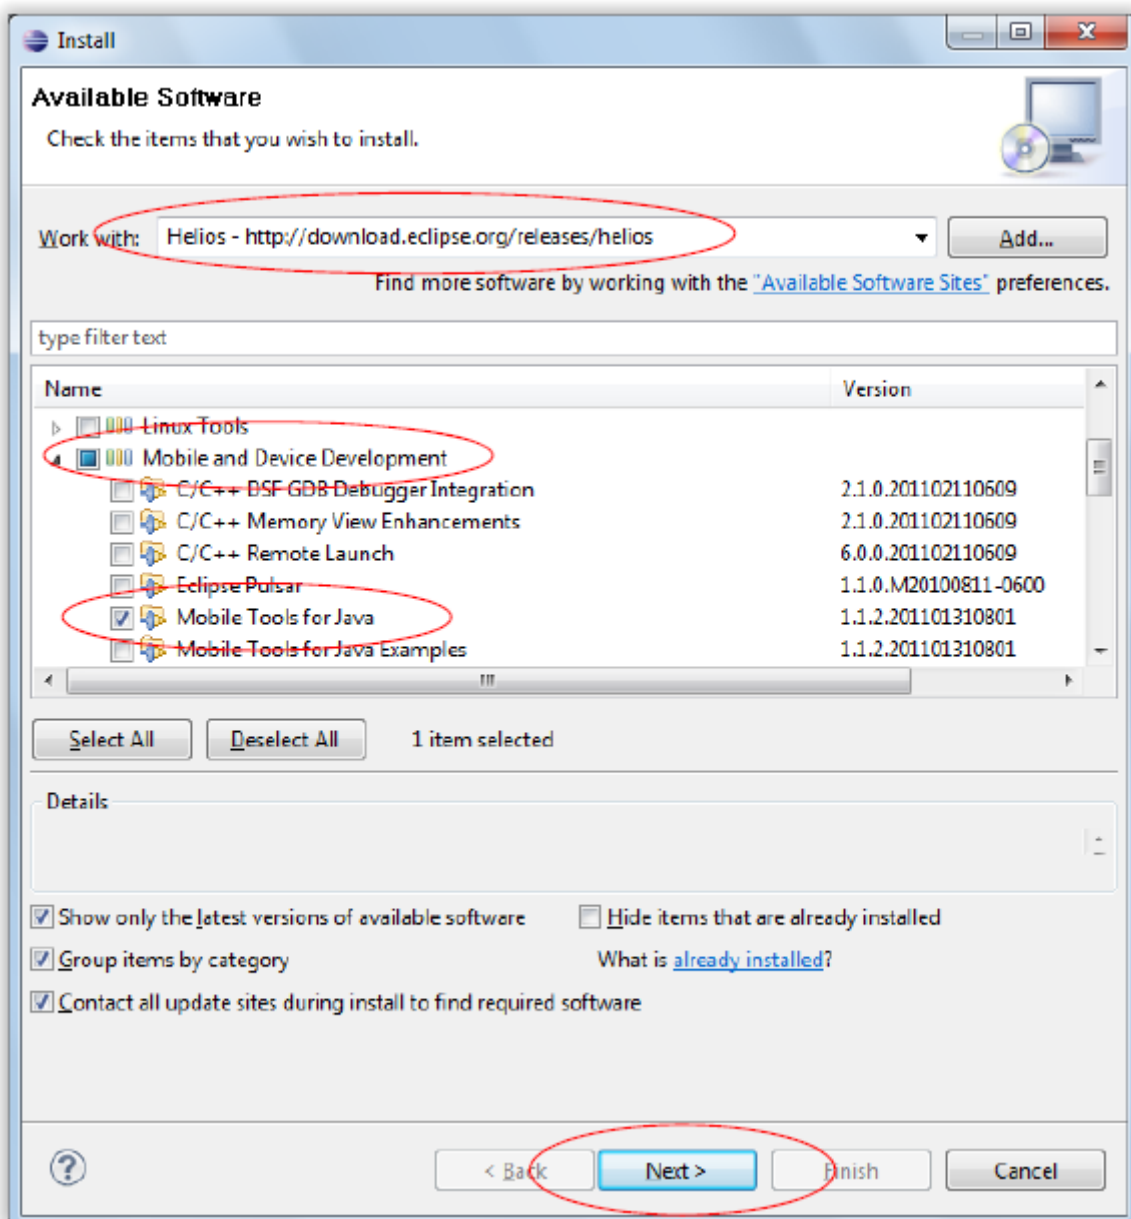 Install
Available Software
Check the items that you wish to install.
Work with: Helios - http://download.eclipse.org/releases/helios Add...
Find more software by working with the "Available Software Sites" preferences.
type filter text
Name Version
Linux Tools
Mobile and Device Development
C/C++ DSF GDB Debugger Integration 2.1.0.201102110609
C/C++ Memory View Enhancements 2.1.0.201102110609
C/C++ Remote Launch 6.0.0.201102110609
Eclipse Pulsar 1.1.0.M20100811-0600
Mobile Tools for Java 1.1.2.201101310801
Mobile Tools for Java Examples 1.1.2.201101310801
Select All Deselect All 1 item selected
Details
Show only the latest versions of available software Hide items that are already installed
Group items by category What is already installed?
Contact all update sites during install to find required software
? < Back Next > Finish Cancel